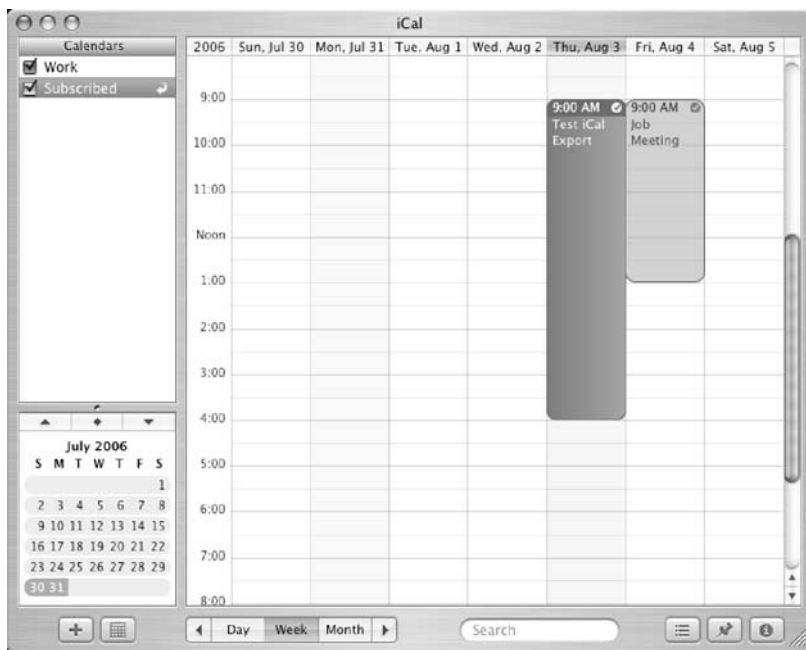 iCal
Calendars
Work
Subscribed
2006 Sun, Jul 30 Mon, Jul 31 Tue, Aug 1 Wed, Aug 2 Thu, Aug 3 Fri, Aug 4 Sat, Aug 5
9:00
9:00 AM
Test iCal
Export
9:00 AM
Job
Meeting
10:00
11:00
Noon
1:00
2:00
3:00
4:00
5:00
6:00
7:00
8:00
July 2006
S M T W T F S
1
2 3 4 5 6 7 8
9 10 11 12 13 14 15
16 17 18 19 20 21 22
23 24 25 26 27 28 29
30 31
Day Week Month
Search